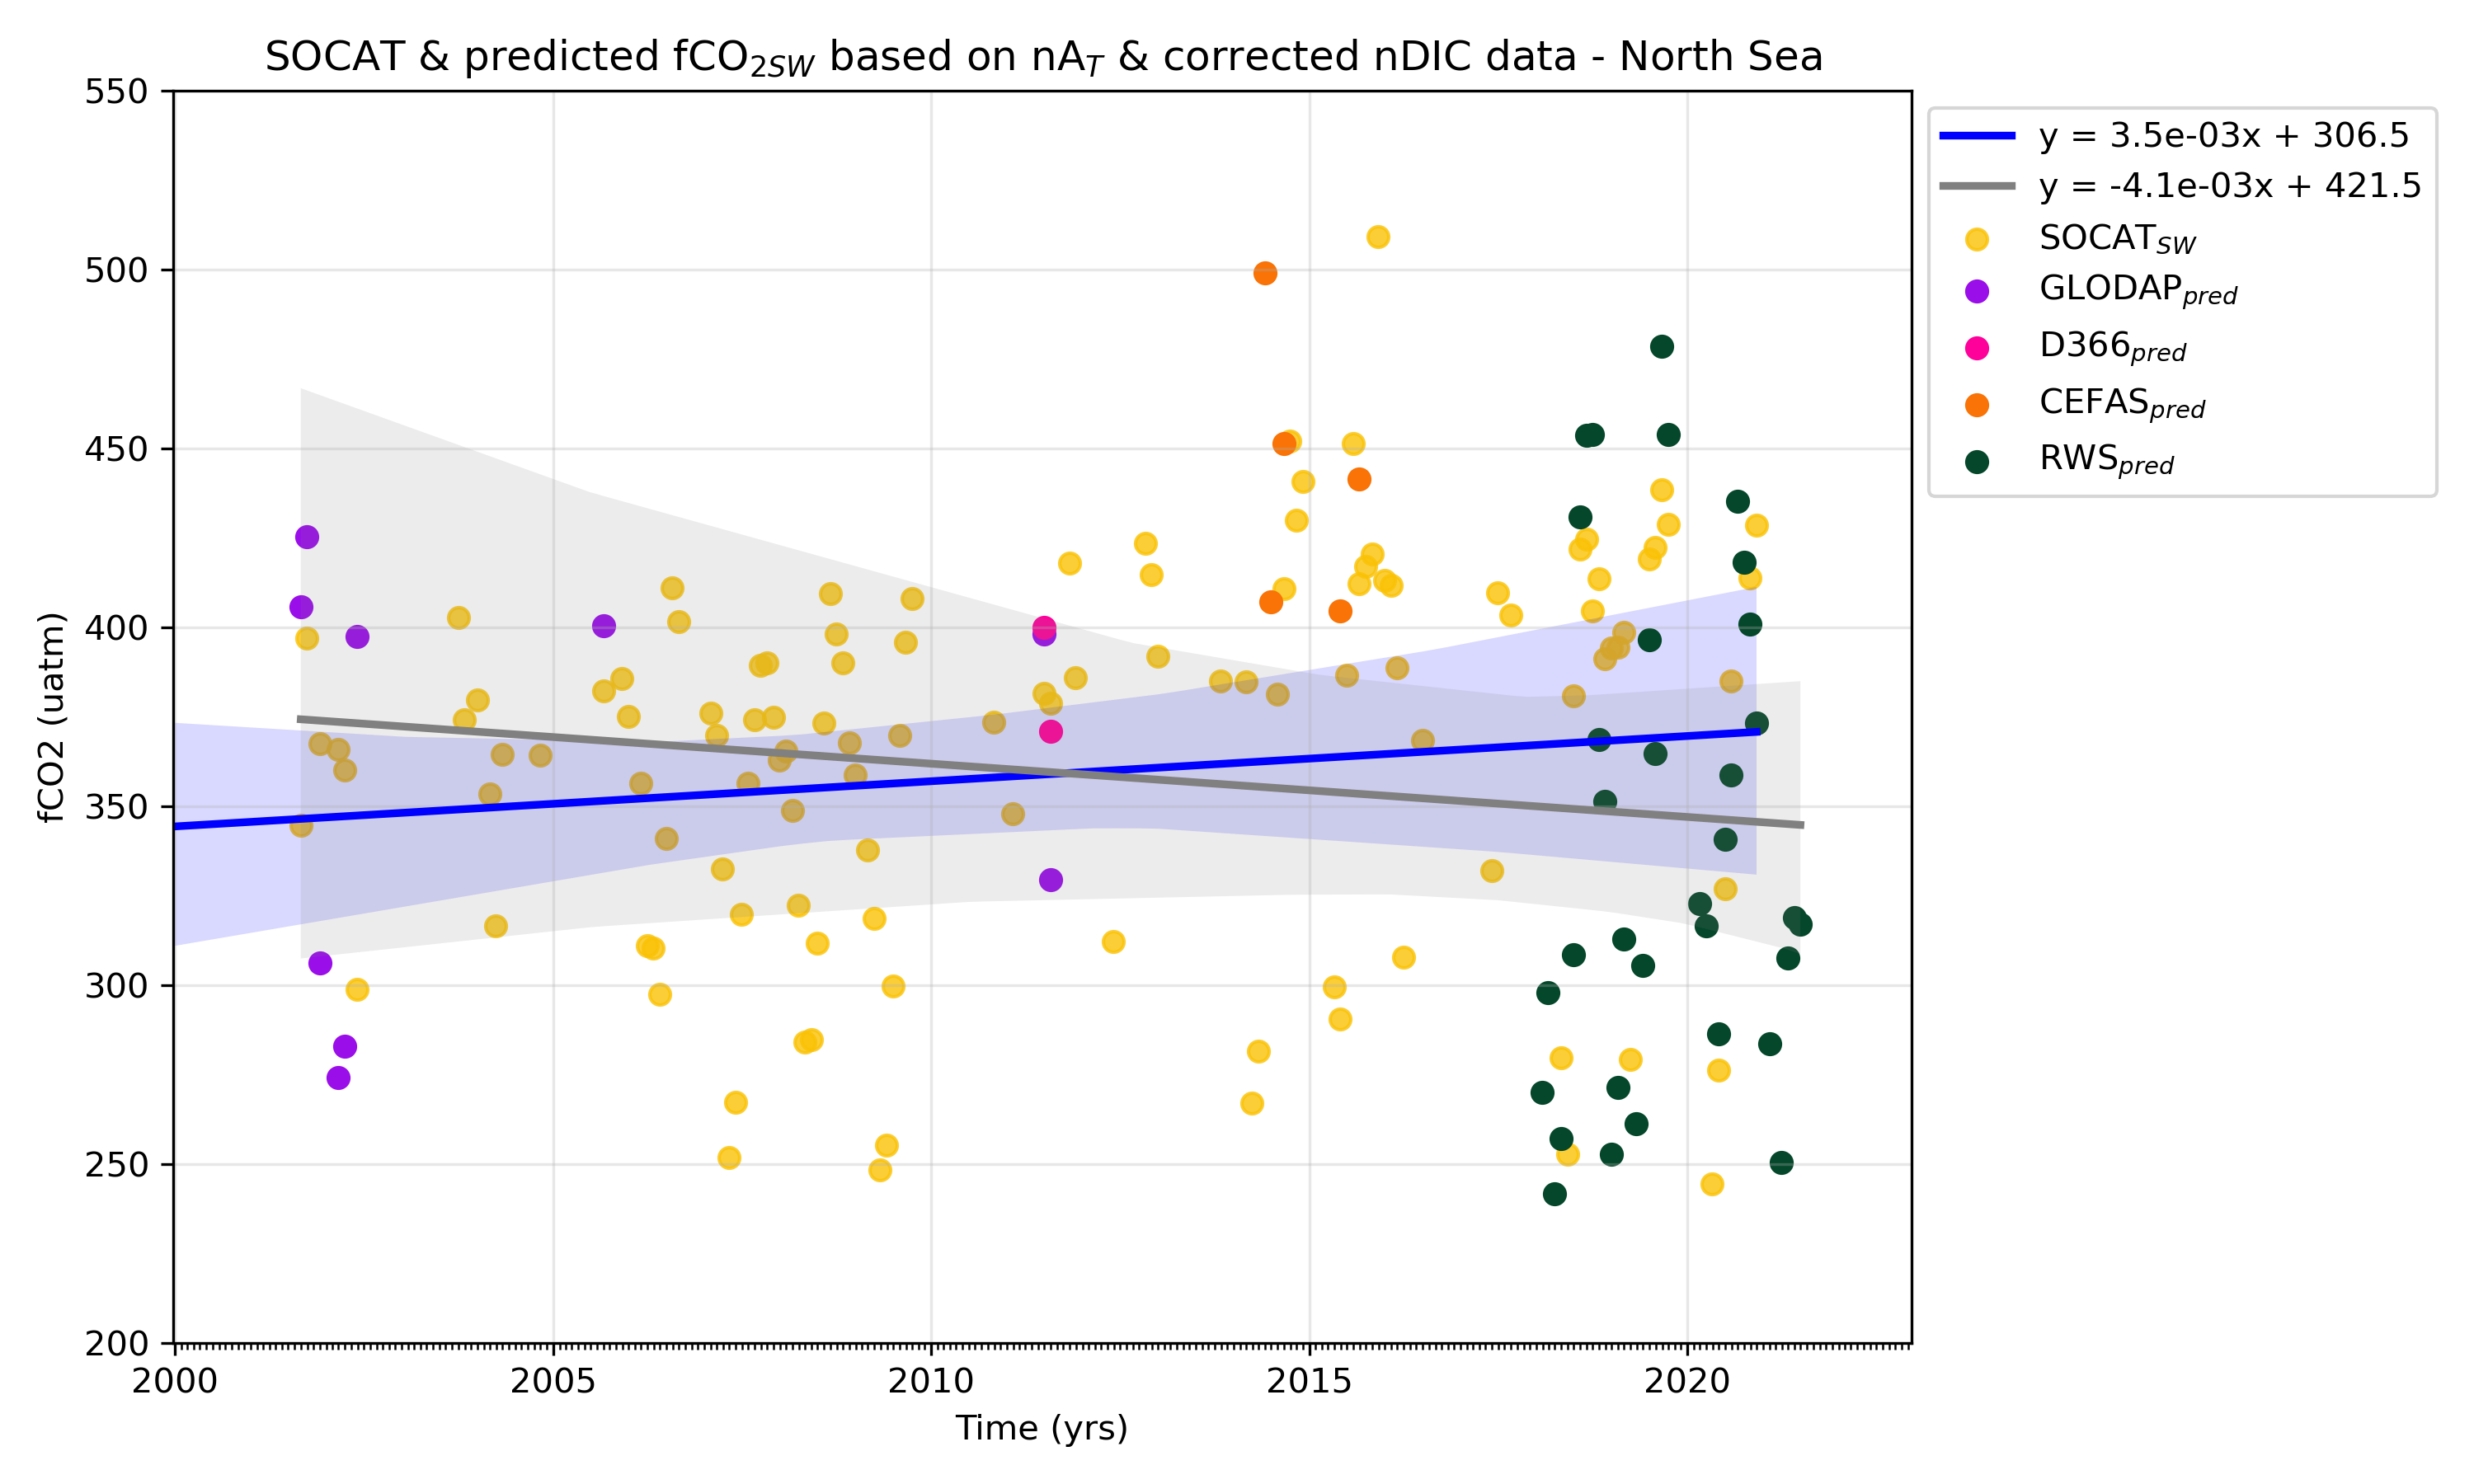 SOCAT & predicted fCO2SW based on nAT & corrected nDIC data - North Sea
550
500
450
400
350
300
250
200
fCO2 (uatm)
2000 2005 2010 2015 2020
Time (yrs)
y = 3.5e-03x + 306.5
y = -4.1e-03x + 421.5
SOCATSW
GLODAPpred
D366pred
CEFASpred
RWSpred